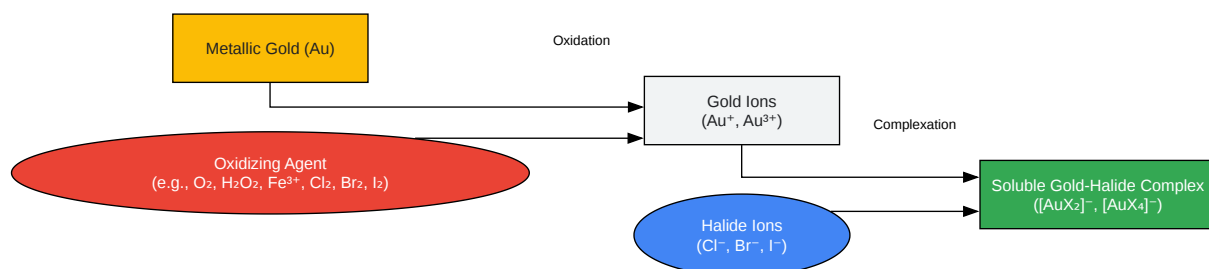 Metallic Gold (Au)
Oxidation
Gold Ions
(Au⁺, Au³⁺)
Complexation
Oxidizing Agent
(e.g., O₂, H₂O₂, Fe³⁺, Cl₂, Br₂, I₂)
Soluble Gold-Halide Complex
([AuX₂]⁻, [AuX₄]⁻)
Halide Ions
(Cl⁻, Br⁻, I⁻)